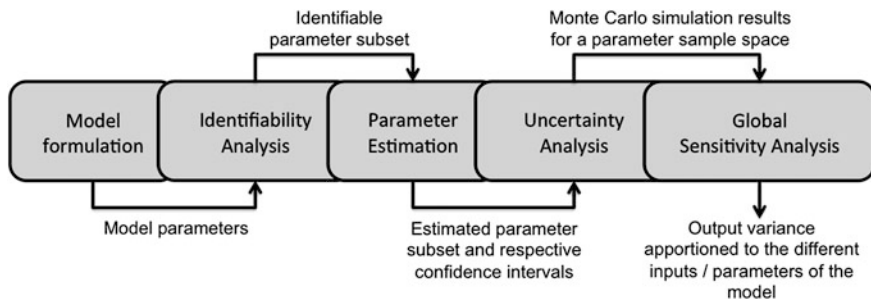 Identifiable
parameter subset
Monte Carlo simulation results
for a parameter sample space
Model
formulation
Identifiability
Analysis
Parameter
Estimation
Uncertainty
Analysis
Global
Sensitivity Analysis
Model parameters
Estimated parameter
subset and respective
confidence intervals
Output variance
apportioned to the different
inputs / parameters of the
model